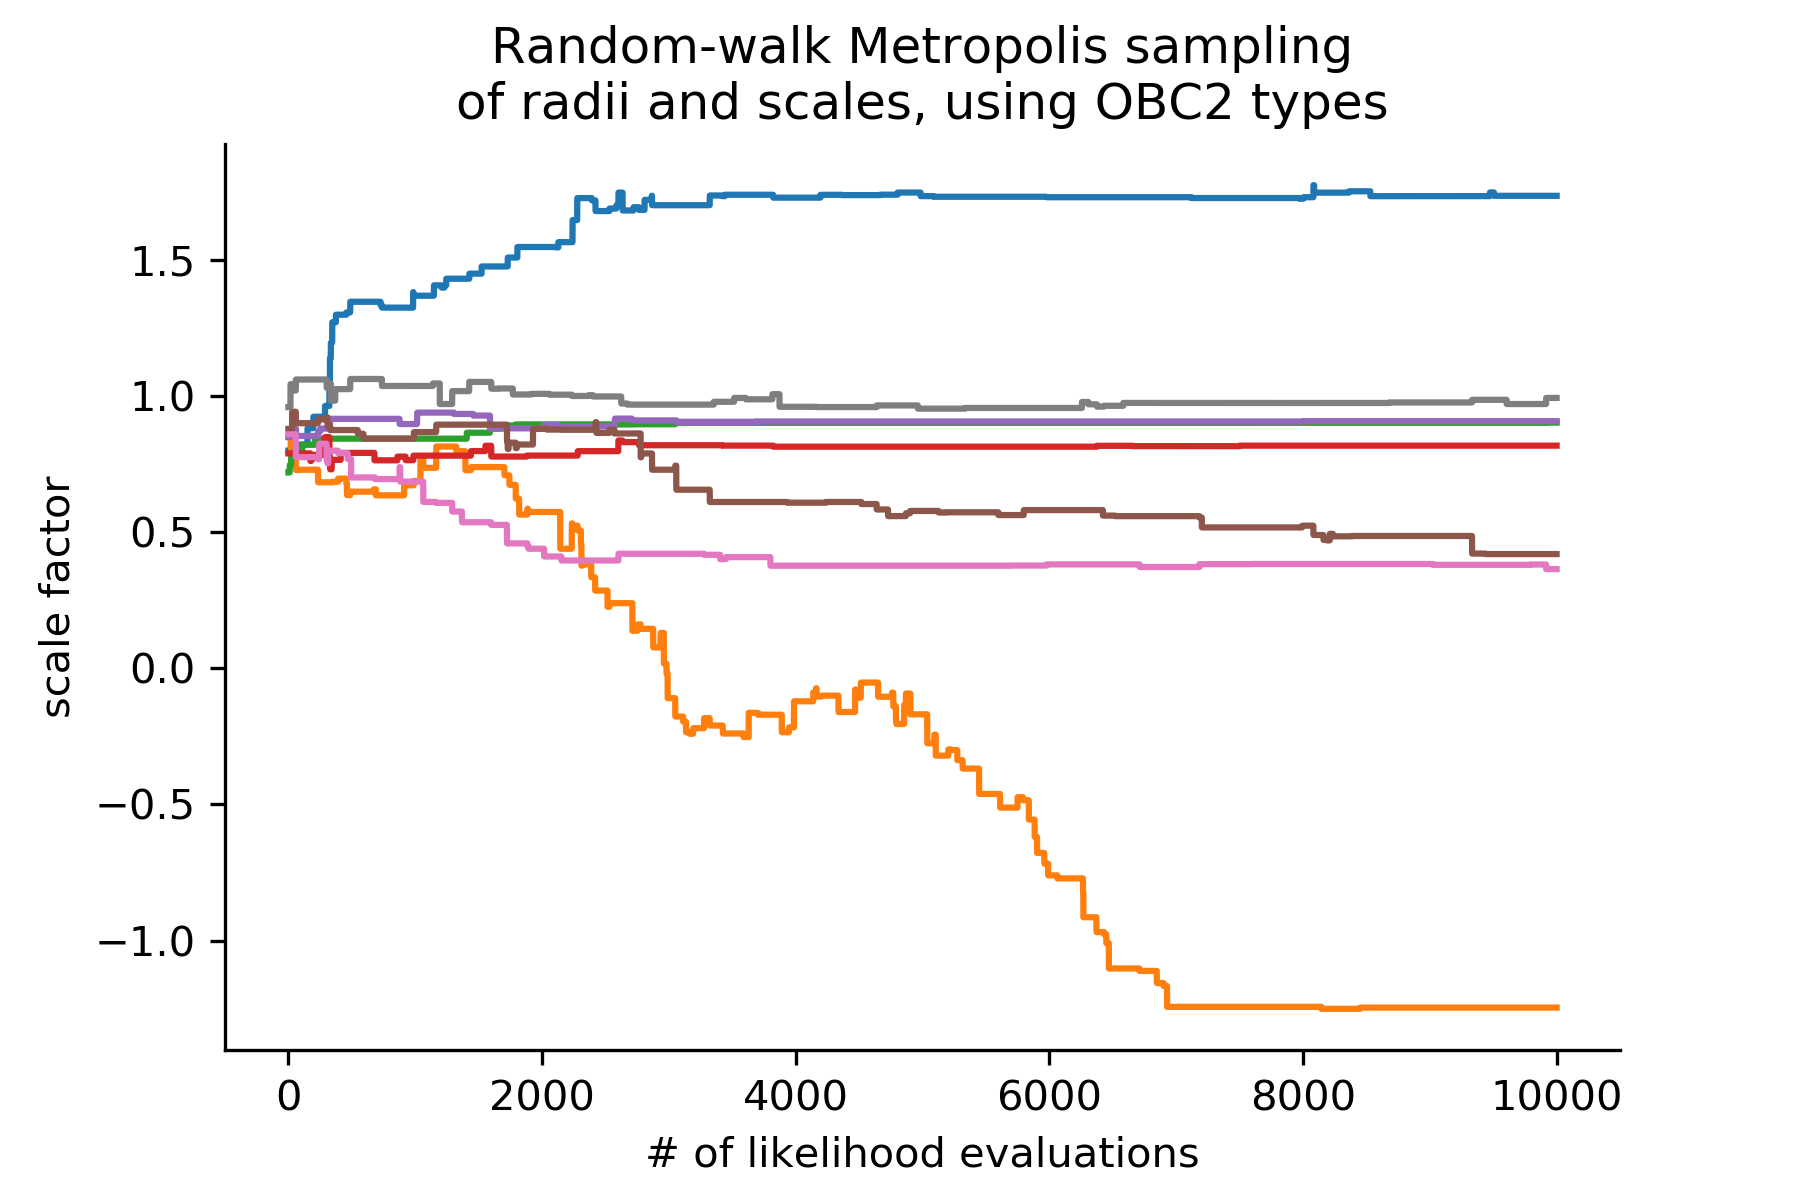 Random-walk Metropolis sampling
of radii and scales, using OBC2 types
scale factor
1.5
1.0
0.5
0.0
−0.5
−1.0
0 2000 4000 6000 8000 10000
# of likelihood evaluations